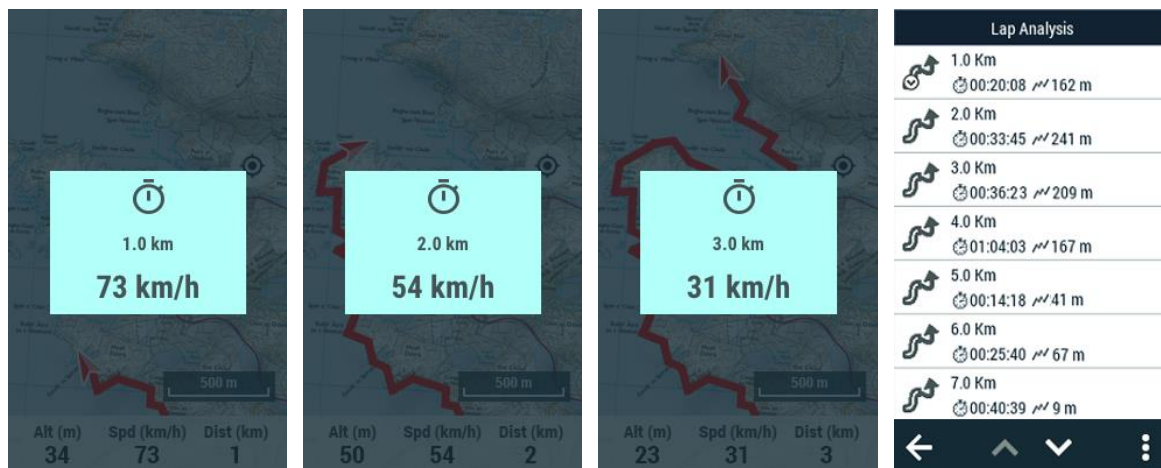 1.0 km
73 km/h
500 m
Alt (m) Spd (km/h) Dist (km)
34 73 1
2.0 km
54 km/h
500 m
Alt (m) Spd (km/h) Dist (km)
50 54 2
3.0 km
31 km/h
500 m
Alt (m) Spd (km/h) Dist (km)
23 31 3
Lap Analysis
1.0 Km
00:20:08 162 m
2.0 Km
00:33:45 241 m
3.0 Km
00:36:23 209 m
4.0 Km
01:04:03 167 m
5.0 Km
00:14:18 41 m
6.0 Km
00:25:40 67 m
7.0 Km
00:40:39 9 m